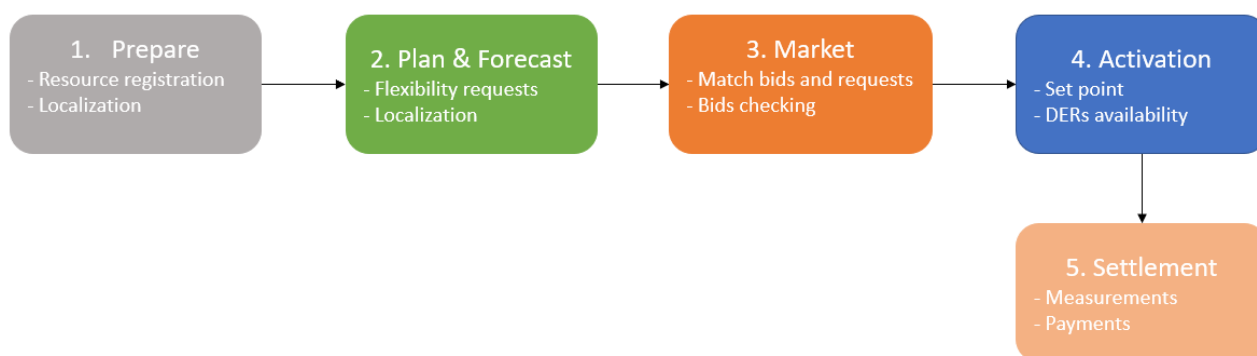 1. Prepare
- Resource registration
- Localization
2. Plan & Forecast
- Flexibility requests
- Localization
3. Market
- Match bids and requests
- Bids checking
4. Activation
- Set point
- DERs availability
5. Settlement
- Measurements
- Payments